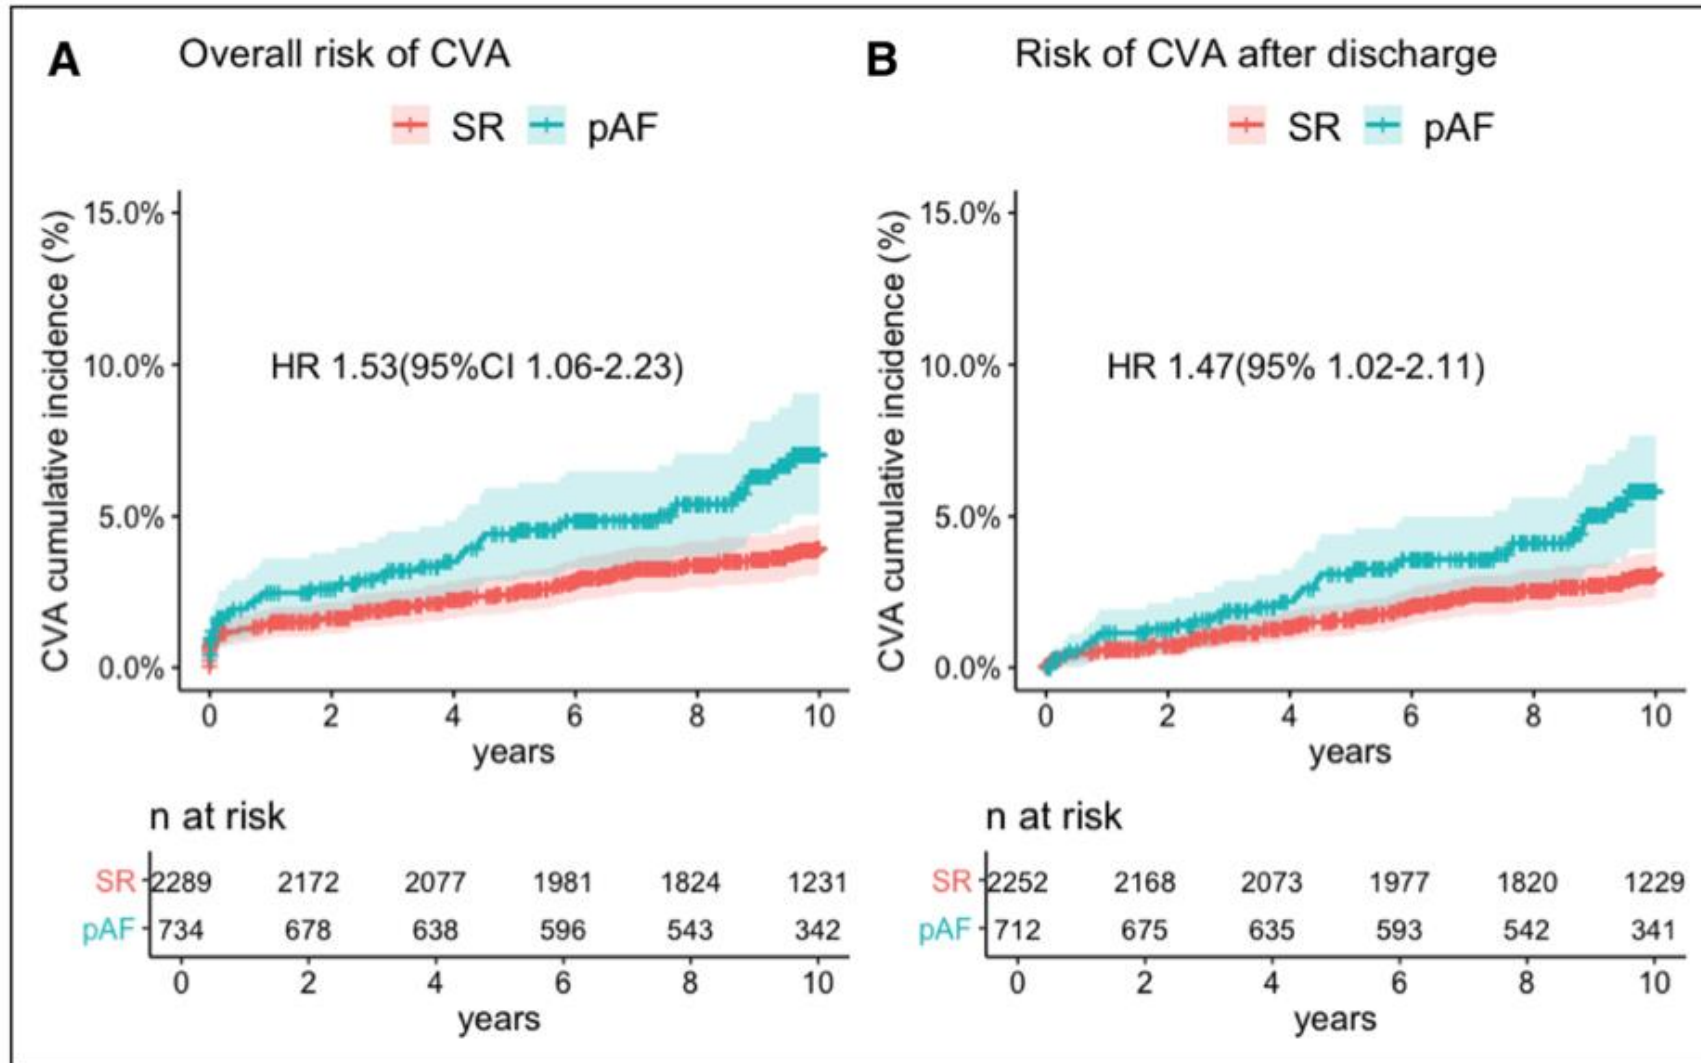 A Overall risk of CVA
SR pAF
CVA cumulative incidence (%)
15.0%
10.0%
5.0%
0.0%
HR 1.53(95%CI 1.06-2.23)
0 2 4 6 8 10
years
n at risk
SR 2289 2172 2077 1981 1824 1231
pAF 734 678 638 596 543 342
0 2 4 6 8 10
years
B Risk of CVA after discharge
SR pAF
CVA cumulative incidence (%)
15.0%
10.0%
5.0%
0.0%
HR 1.47(95% 1.02-2.11)
0 2 4 6 8 10
years
n at risk
SR 2252 2168 2073 1977 1820 1229
pAF 712 675 635 593 542 341
0 2 4 6 8 10
years